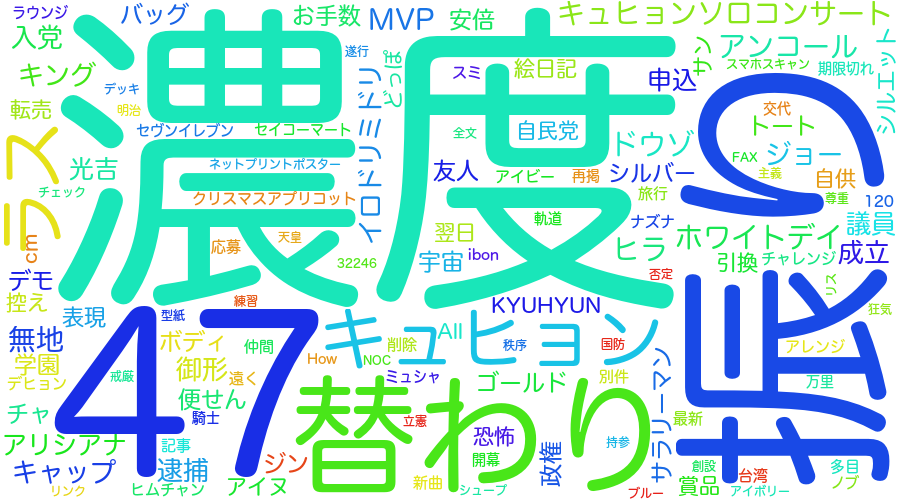 ラウンジ
バッグ
お手数
MVP
安倍
キュヒョンソロコンサート
入党
遂行
どっぽ
スミ
絵日記
サン
アンコール
シルエット
キング
デッキ
スマホスキャン
期限切れ
申込
転売
明治
濃度
振り
交代
トート
セヴンイレブン
セイコーマート
イロドリミドリ
全文
自民党
ドウゾ
ラス
光吉
ネットプリントポスター
友人
アイビー
再掲
シルバー
FAX
ジョー
主義
自供
チェック
クリスマスアプリコット
旅行
尊重
120
軌道
ナズナ
議員
cm
応募
天皇
翌日
ヒラ
ホワイトデイ
成立
デモ
32246
宇宙
ibon
否定
引換
チャレンジ
控え
練習
KYUHYUN
リス
狂気
表現
型紙
47
キュヒョン
All
秩序
国防
無地
ボディ
仲間
How
NOC
削除
アレンジ
学園
デヒョン
戒厳
御形
遠く
ミュシャ
ゴールド
別件
サラリーマン
万里
チャ
便せん
騎士
替わり
立憲
最新
アリシアナ
記事
恐怖
持参
キャップ
逮捕
ジン
開幕
政権
創設
台湾
多目
リンク
ヒムチャン
アイヌ
新曲
シュープ
ブルー
賞品
アイボリー
ノブ